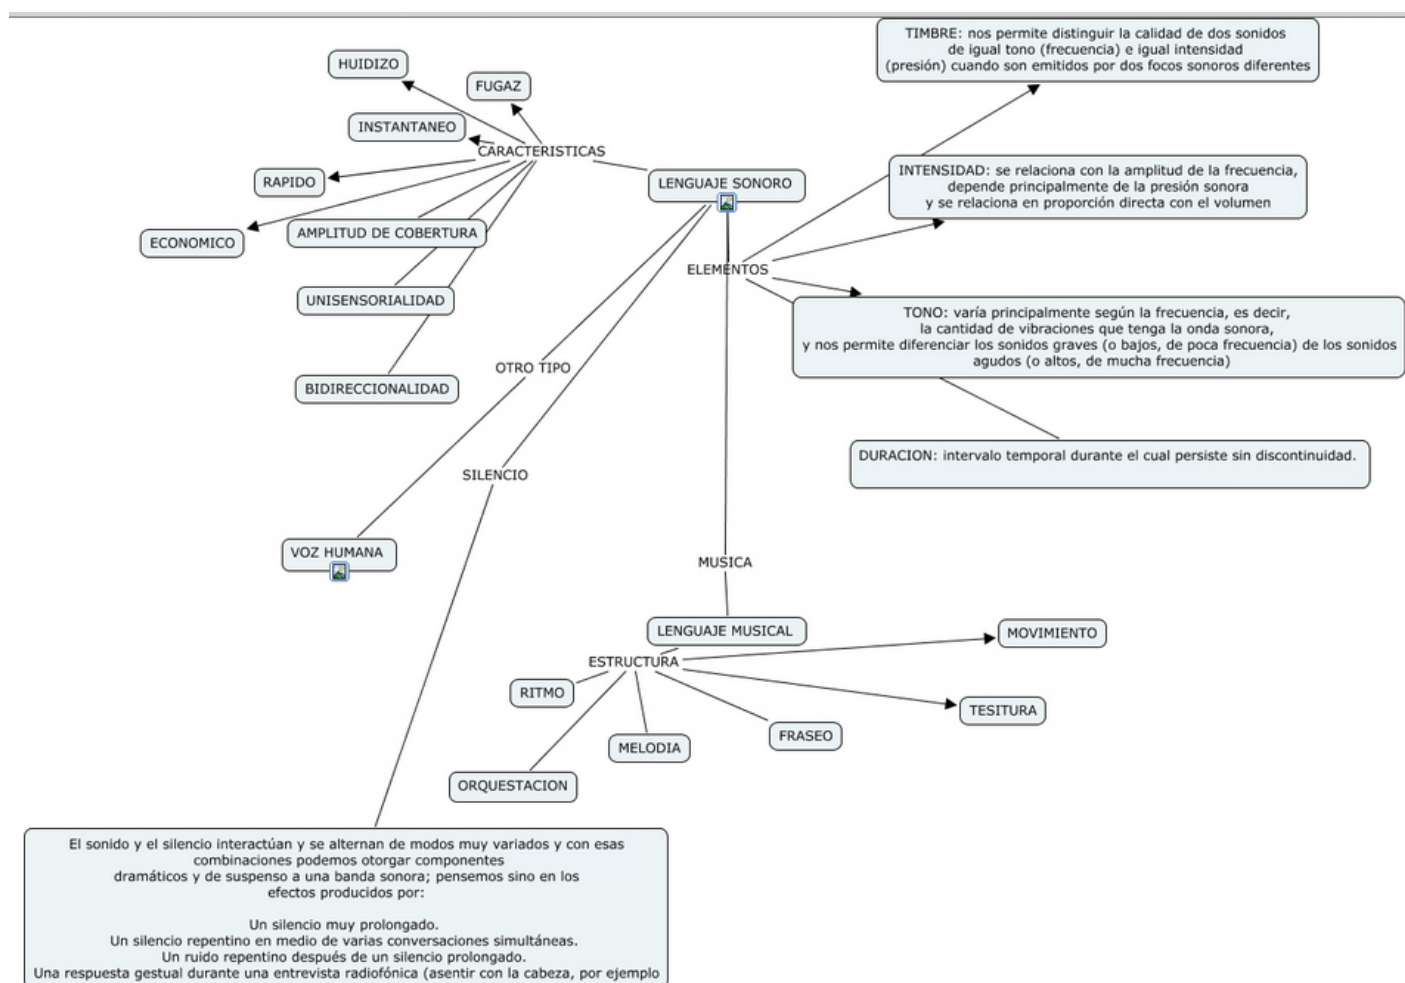 HUIDIZO
FUGAZ
INSTANTANEO
CARACTERISTICAS
RAPIDO
ECONOMICO
AMPLITUD DE COBERTURA
UNISENSORIALIDAD
BIDIRECCIONALIDAD
LENGUAJE SONORO
TIMBRE: nos permite distinguir la calidad de dos sonidos
de igual tono (frecuencia) e igual intensidad
(presión) cuando son emitidos por dos focos sonoros diferentes
INTENSIDAD: se relaciona con la amplitud de la frecuencia,
depende principalmente de la presión sonora
y se relaciona en proporción directa con el volumen
ELEMENTOS
TONO: varía principalmente según la frecuencia, es decir,
la cantidad de vibraciones que tenga la onda sonora,
y nos permite diferenciar los sonidos graves (o bajos, de poca frecuencia) de los sonidos
agudos (o altos, de mucha frecuencia)
DURACION: intervalo temporal durante el cual persiste sin discontinuidad.
OTRO TIPO
SILENCIO
VOZ HUMANA
MUSICA
LENGUAJE MUSICAL
ESTRUCTURA
MOVIMIENTO
RITMO
TESITURA
FRASEO
MELODIA
ORQUESTACION
El sonido y el silencio interactúan y se alternan de modos muy variados y con esas
combinaciones podemos otorgar componentes
dramáticos y de suspenso a una banda sonora; pensemos sino en los
efectos producidos por:
Un silencio muy prolongado.
Un silencio repentino en medio de varias conversaciones simultáneas.
Un ruido repentino después de un silencio prolongado.
Una respuesta gestual durante una entrevista radiofónica (asentir con la cabeza, por ejemplo